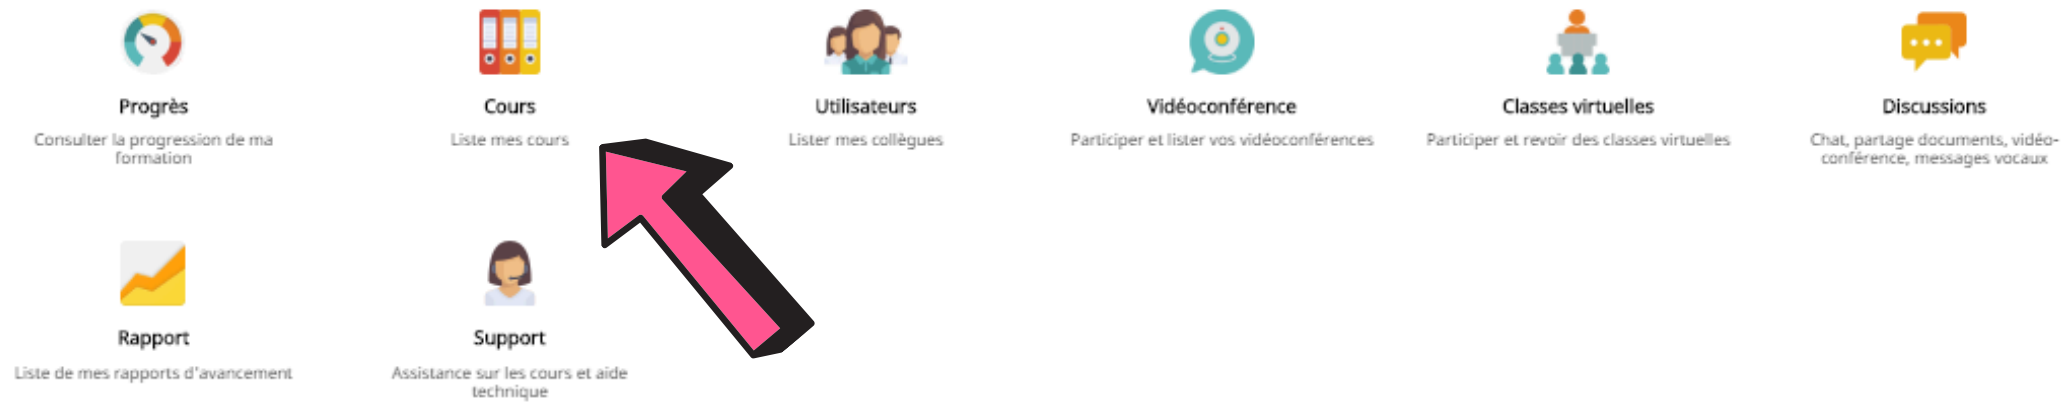 Progrès
Consulter la progression de ma
formation
Cours
Liste mes cours
Utilisateurs
Lister mes collègues
Vidéoconférence
Participer et lister vos vidéoconférences
Classes virtuelles
Participer et revoir des classes virtuelles
Discussions
Chat, partage documents, vidéo-
conférence, messages vocaux
Rapport
Liste de mes rapports d'avancement
Support
Assistance sur les cours et aide
technique